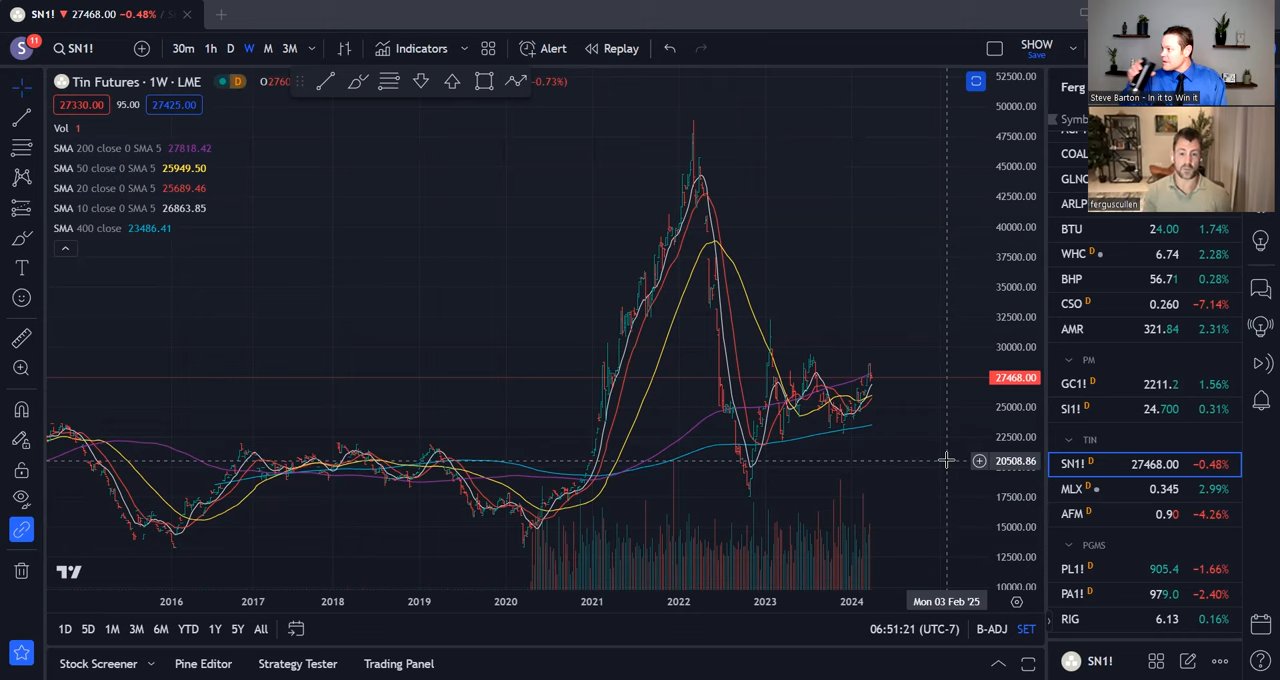 SN1! ▼ 27468.00 −0.48% / S
S 11 SN1! 30m 1h D W M 3M Indicators Alert Replay SHOW Save
Tin Futures · 1W · LME D O2760 −0.73%)
27330.00 95.00 27425.00
Vol 1
SMA 200 close 0 SMA 5 27818.42
SMA 50 close 0 SMA 5 25949.50
SMA 20 close 0 SMA 5 25689.46
SMA 10 close 0 SMA 5 26863.85
SMA 400 close 23486.41
52500.00
50000.00
47500.00
45000.00
42500.00
40000.00
37500.00
35000.00
32500.00
30000.00
27468.00
25000.00
22500.00
20508.86
17500.00
15000.00
12500.00
10000.00
2016 2017 2018 2019 2020 2021 2022 2023 2024 Mon 03 Feb '25
1D 5D 1M 3M 6M YTD 1Y 5Y All 06:51:21 (UTC-7) B-ADJ SET
Stock Screener Pine Editor Strategy Tester Trading Panel
Steve Barton - In it to Win it
ferguscullen
Ferg
Symb
COAL
GLNC
ARLP
BTU 24.00 1.74%
WHC D 6.74 2.28%
BHP 56.71 0.28%
CSO D 0.260 −7.14%
AMR 321.84 2.31%
PM
GC1! D 2211.2 1.56%
SI1! D 24.700 0.31%
TIN
SN1! D 27468.00 −0.48%
MLX D 0.345 2.99%
AFM D 0.90 −4.26%
PGMS
PL1! D 905.4 −1.66%
PA1! D 979.0 −2.40%
RIG 6.13 0.16%
SN1!